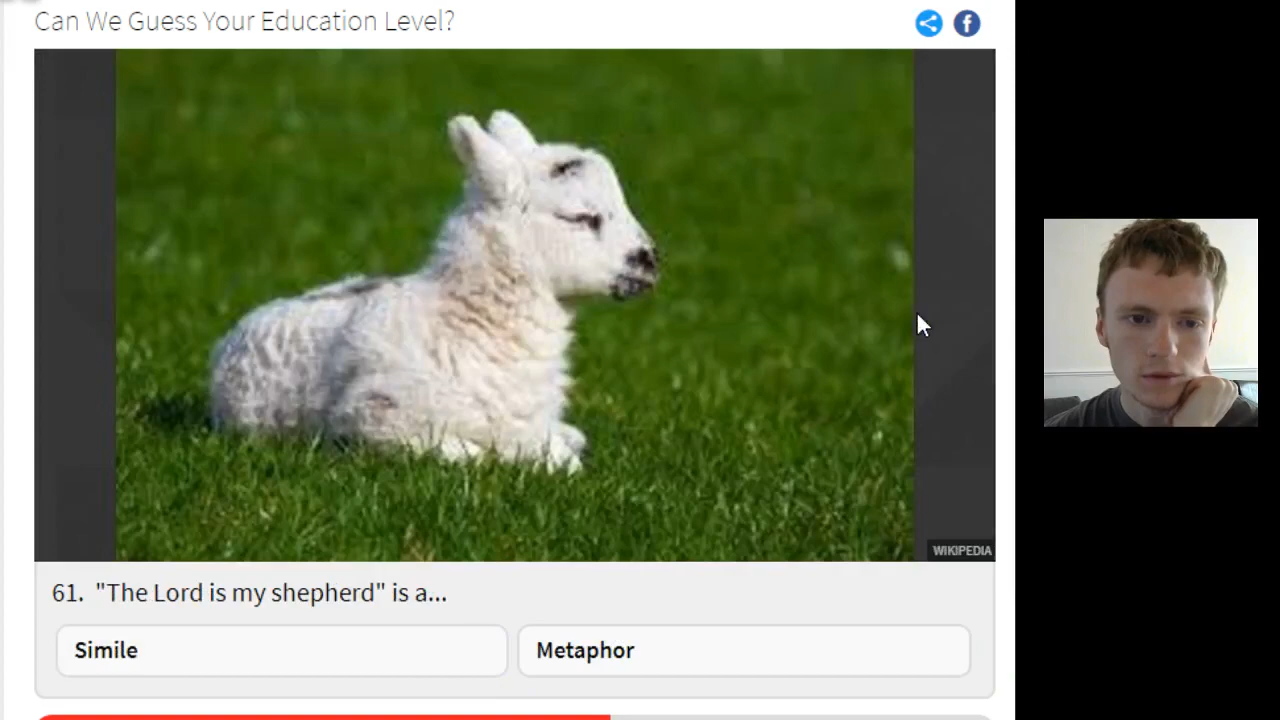 Can We Guess Your Education Level?
WIKIPEDIA
61. "The Lord is my shepherd" is a...
Simile
Metaphor